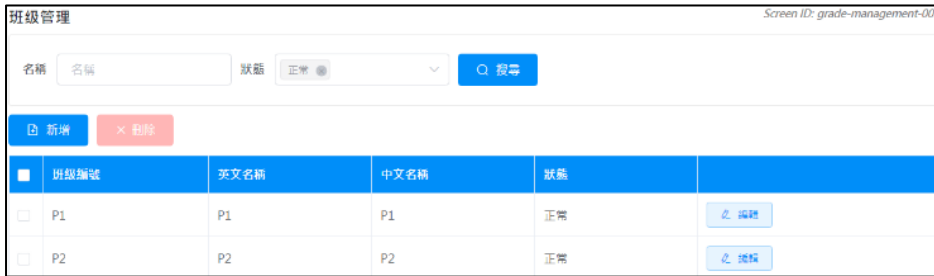 班级管理
Screen ID: grade-management-00
名稱 名稱 狀態 正常 搜尋
新增 刪除
班級編號 英文名稱 中文名稱 狀態
P1 P1 P1 正常 編輯
P2 P2 P2 正常 編輯